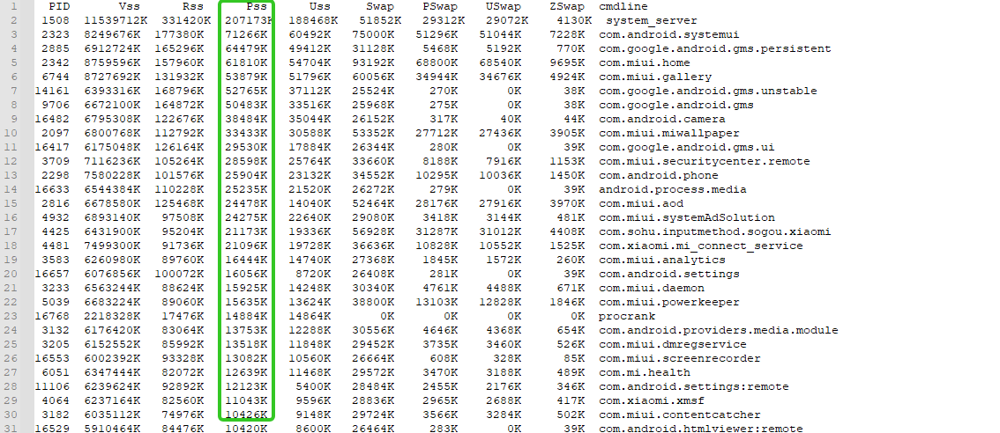 1 PID Vss Rss Pss Uss Swap PSwap USwap ZSwap cmdline
2 1508 11539712K 331420K 207173K 188468K 51852K 29312K 29072K 4130K system_server
3 2323 8249676K 177380K 71266K 60492K 75000K 51296K 51044K 7228K com.android.systemui
4 2885 6912724K 165296K 64479K 49412K 31128K 5468K 5192K 770K com.google.android.gms.persistent
5 2342 8759596K 157960K 61810K 54704K 93192K 68800K 68540K 9695K com.miui.home
6 6744 8727692K 131932K 53879K 51796K 60056K 34944K 34676K 4924K com.miui.gallery
7 14161 6393316K 168796K 52765K 37112K 25524K 270K 0K 38K com.google.android.gms.unstable
8 9706 6672100K 164872K 50483K 33516K 25968K 275K 0K 38K com.google.android.gms
9 16482 6795308K 122676K 38484K 35044K 26152K 317K 40K 44K com.android.camera
10 2097 6800768K 112792K 33433K 30588K 53352K 27712K 27436K 3905K com.miui.miwallpaper
11 16417 6175048K 126164K 29530K 17884K 26344K 280K 0K 39K com.google.android.gms.ui
12 3709 7116236K 105264K 28598K 25764K 33660K 8188K 7916K 1153K com.miui.securitycenter.remote
13 2298 7580228K 101576K 25904K 23132K 34552K 10295K 10036K 1450K com.android.phone
14 16633 6544384K 110228K 25235K 21520K 26272K 279K 0K 39K android.process.media
15 2816 6678580K 125468K 24478K 14040K 52464K 28176K 27916K 3970K com.miui.aod
16 4932 6893140K 97508K 24275K 22640K 29080K 3418K 3144K 481K com.miui.systemAdSolution
17 4425 6431900K 95204K 21173K 19336K 56928K 31287K 31012K 4408K com.sohu.inputmethod.sogou.xiaomi
18 4481 7499300K 91736K 21096K 19728K 36636K 10828K 10552K 1525K com.xiaomi.mi_connect_service
19 3583 6260980K 89760K 16444K 14740K 27368K 1845K 1572K 260K com.miui.analytics
20 16657 6076856K 100072K 16056K 8720K 26408K 281K 0K 39K com.android.settings
21 3233 6563244K 88624K 15925K 14248K 30340K 4761K 4488K 671K com.miui.daemon
22 5039 6683224K 89060K 15635K 13624K 38800K 13103K 12828K 1846K com.miui.powerkeeper
23 16768 2218328K 17476K 14884K 14864K 0K 0K 0K 0K procrank
24 3132 6176420K 83064K 13753K 12288K 30556K 4646K 4368K 654K com.android.providers.media.module
25 3205 6152552K 85992K 13518K 11848K 29452K 3735K 3460K 526K com.miui.dmregservice
26 16553 6002392K 93328K 13082K 10560K 26664K 608K 328K 85K com.miui.screenrecorder
27 6051 6347444K 82072K 12639K 11468K 29572K 3470K 3188K 489K com.mi.health
28 11106 6239624K 92892K 12123K 5400K 28484K 2455K 2176K 346K com.android.settings:remote
29 4064 6237164K 82560K 11043K 9596K 28836K 2965K 2688K 417K com.xiaomi.xmsf
30 3182 6035112K 74976K 10426K 9148K 29724K 3566K 3284K 502K com.miui.contentcatcher
31 16529 5910464K 84476K 10420K 8600K 26464K 283K 0K 39K com.android.htmlviewer:remote